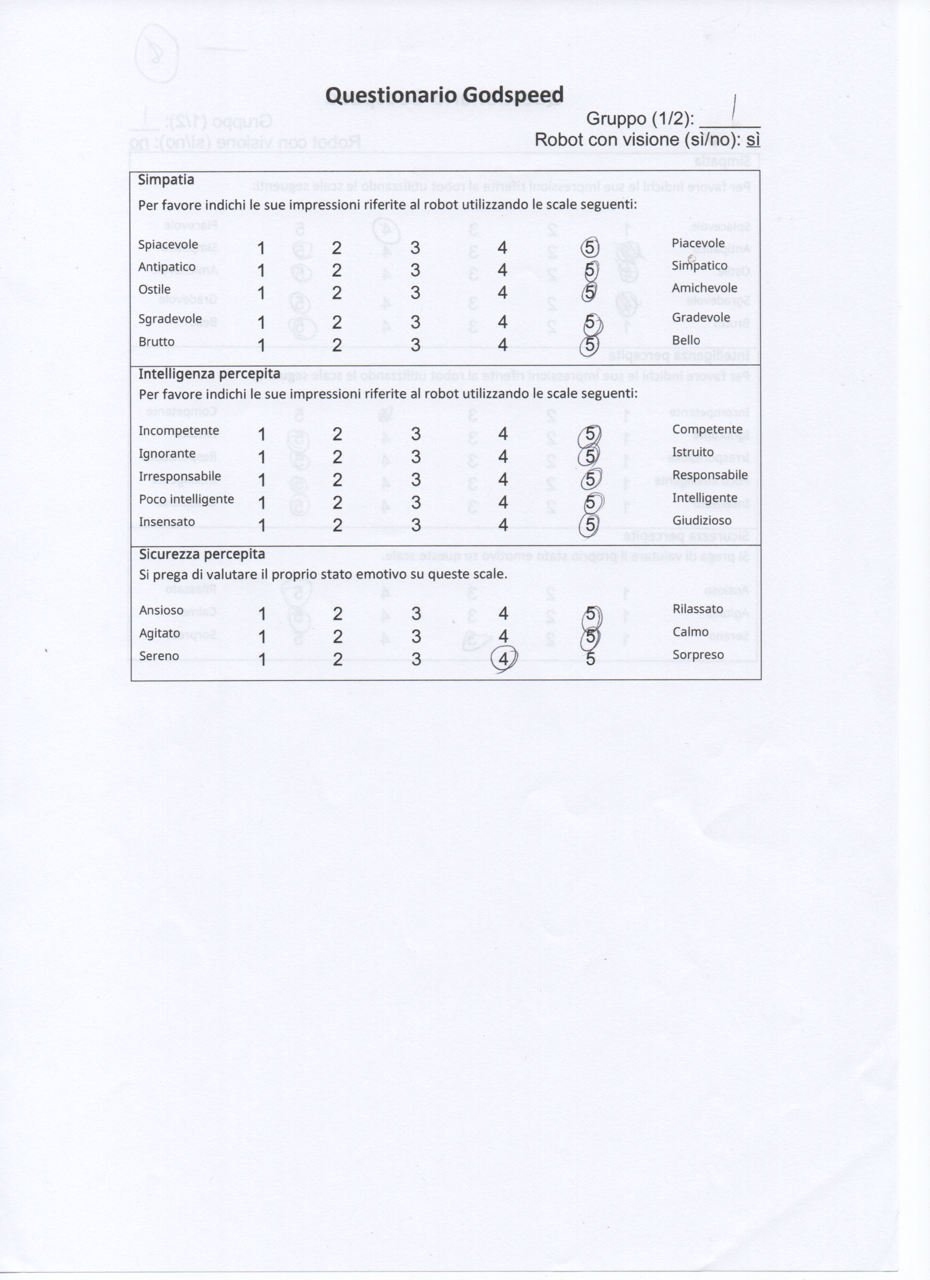 Questionario Godspeed
Gruppo (1/2): 1
Robot con visione (sì/no): sì
Simpatia
Per favore indichi le sue impressioni riferite al robot utilizzando le scale seguenti:
Spiacevole 1 2 3 4 5 Piacevole
Antipatico 1 2 3 4 5 Simpatico
Ostile 1 2 3 4 5 Amichevole
Sgradevole 1 2 3 4 5 Gradevole
Brutto 1 2 3 4 5 Bello
Intelligenza percepita
Per favore indichi le sue impressioni riferite al robot utilizzando le scale seguenti:
Incompetente 1 2 3 4 5 Competente
Ignorante 1 2 3 4 5 Istruito
Irresponsabile 1 2 3 4 5 Responsabile
Poco intelligente 1 2 3 4 5 Intelligente
Insensato 1 2 3 4 5 Giudizioso
Sicurezza percepita
Si prega di valutare il proprio stato emotivo su queste scale.
Ansioso 1 2 3 4 5 Rilassato
Agitato 1 2 3 4 5 Calmo
Sereno 1 2 3 4 5 Sorpreso